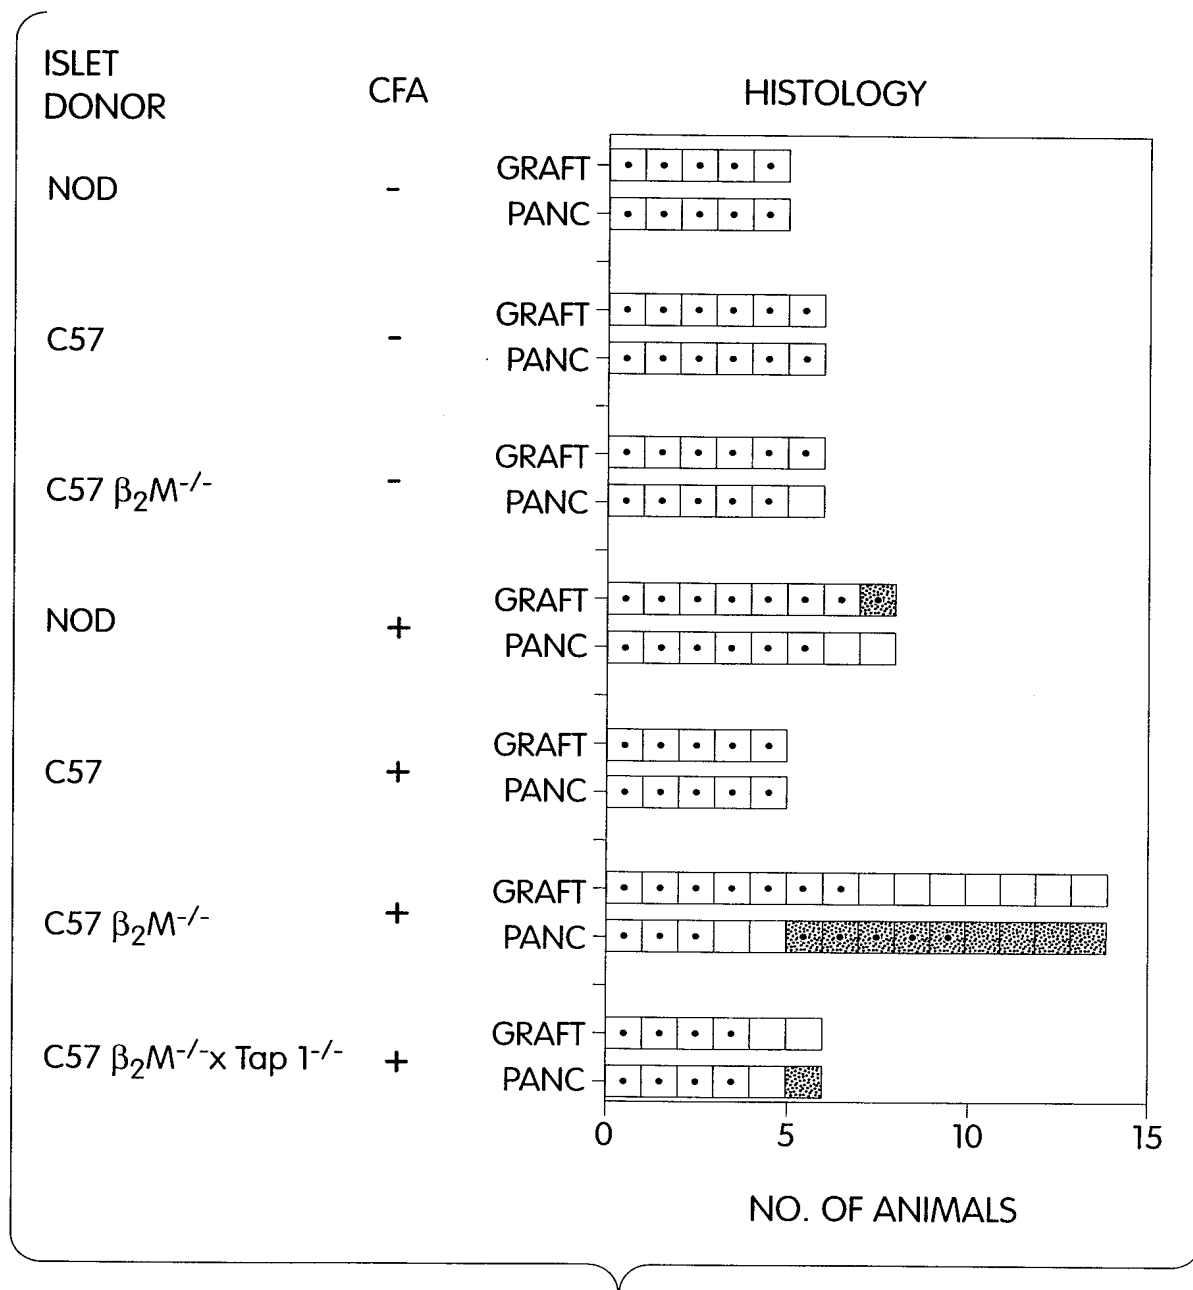 ISLET
DONOR
CFA
HISTOLOGY
NOD
-
GRAFT
PANC
C57
-
GRAFT
PANC
C57 β₂M⁻/⁻
-
GRAFT
PANC
NOD
+
GRAFT
PANC
C57
+
GRAFT
PANC
C57 β₂M⁻/⁻
+
GRAFT
PANC
C57 β₂M⁻/⁻x Tap 1⁻/⁻
+
GRAFT
PANC
0 5 10 15
NO. OF ANIMALS